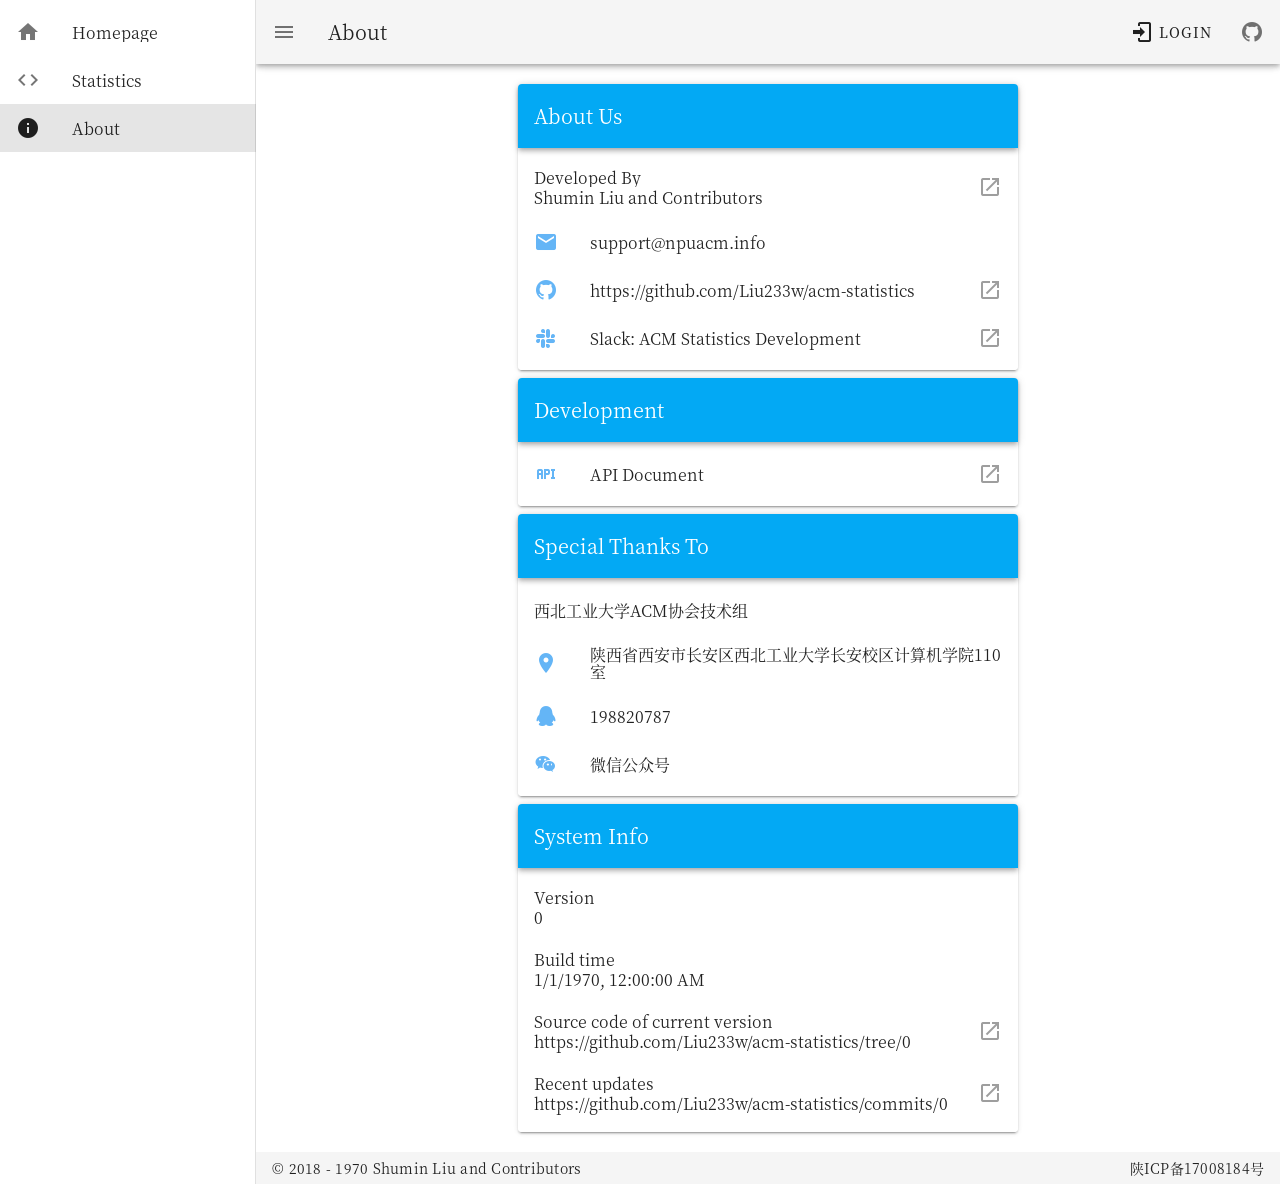 Homepage
Statistics
About
About
LOGIN
About Us
Developed By
Shumin Liu and Contributors
support@npuacm.info
https://github.com/Liu233w/acm-statistics
Slack: ACM Statistics Development
Development
API
API Document
Special Thanks To
西北工业大学ACM协会技术组
陕西省西安市长安区西北工业大学长安校区计算机学院110
室
198820787
微信公众号
System Info
Version
0
Build time
1/1/1970, 12:00:00 AM
Source code of current version
https://github.com/Liu233w/acm-statistics/tree/0
Recent updates
https://github.com/Liu233w/acm-statistics/commits/0
© 2018 - 1970 Shumin Liu and Contributors
陕ICP备17008184号